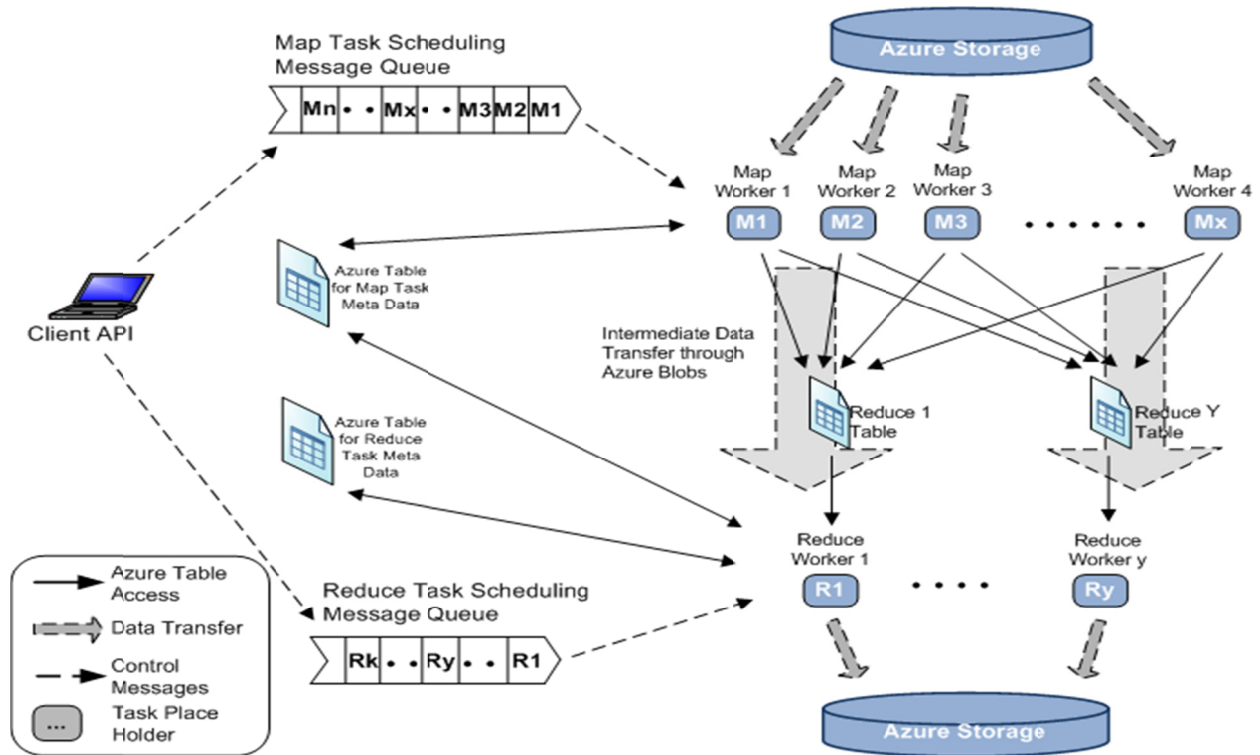 Map Task Scheduling
Message Queue
Mn • • Mx • • M3 M2 M1
Azure Storage
Map
Worker 1
Map
Worker 2
Map
Worker 3
Map
Worker 4
M1
M2
M3
• • • • • •
Mx
Client API
Azure Table
for Map Task
Meta Data
Intermediate Data
Transfer through
Azure Blobs
Reduce 1
Table
Reduce Y
Table
Azure Table
for Reduce
Task Meta
Data
Reduce
Worker 1
Reduce
Worker y
R1
• • • •
Ry
Reduce Task Scheduling
Message Queue
Rk • • Ry • • R1
Azure Storage
Azure Table
Access
Data Transfer
Control
Messages
...
Task Place
Holder